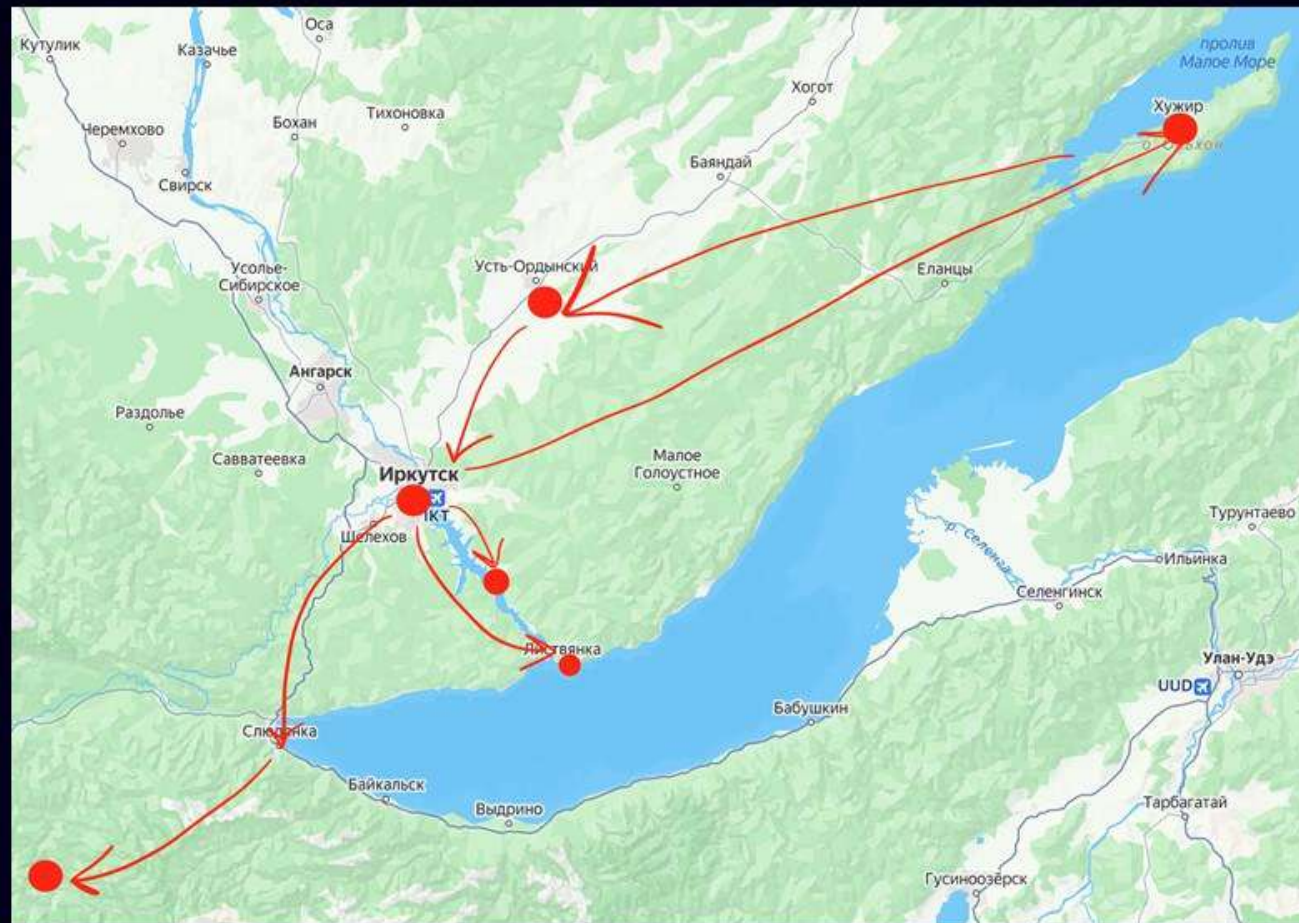 Оса
Кутулик
Казачье
пролив
Малое Море
Хогот
Хужир
Тихоновка
Бохан
Черемхово
о. Ольхон
Баяндай
Свирск
Усть-Ордынский
Еланцы
Усолье-
Сибирское
Ангарск
Раздолье
Савватеевка
Малое
Голоустное
Иркутск
IKT
Шелехов
Турунтаево
р. Селенга
Ильинка
Селенгинск
Листвянка
Улан-Удэ
UUD
Бабушкин
Слюдянка
Байкальск
Выдрино
Тарбагатай
Гусиноозёрск